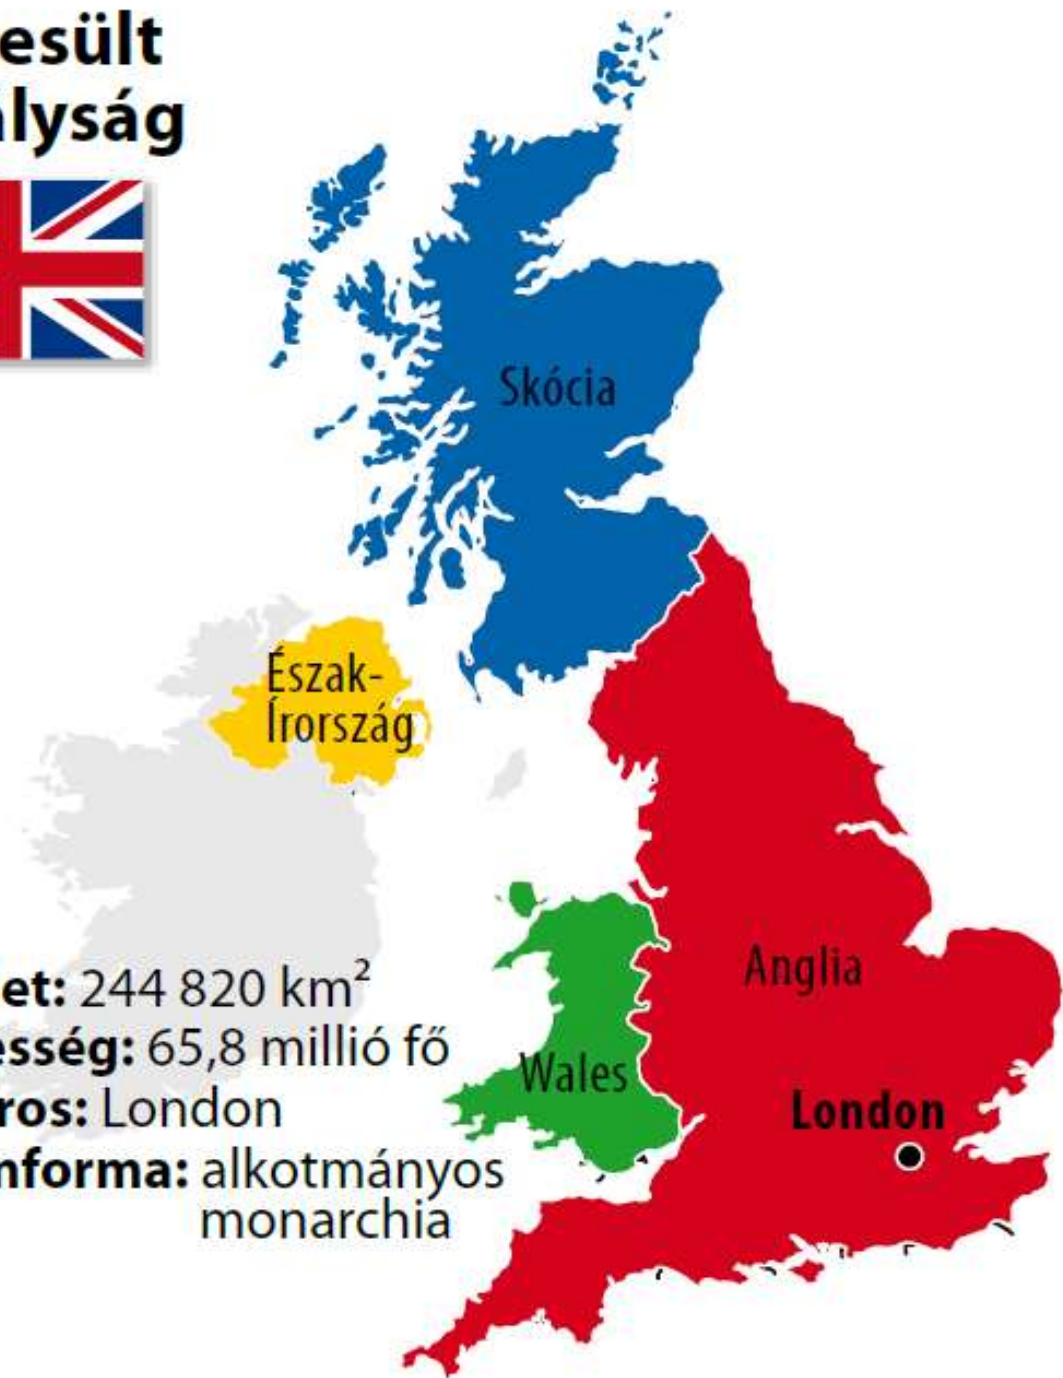 esült
alyság
Skócia
Észak-
Írország
Anglia
Wales
London
et: 244 820 km²
esség: 65,8 millió fő
ros: London
mforma: alkotmányos
monarchia